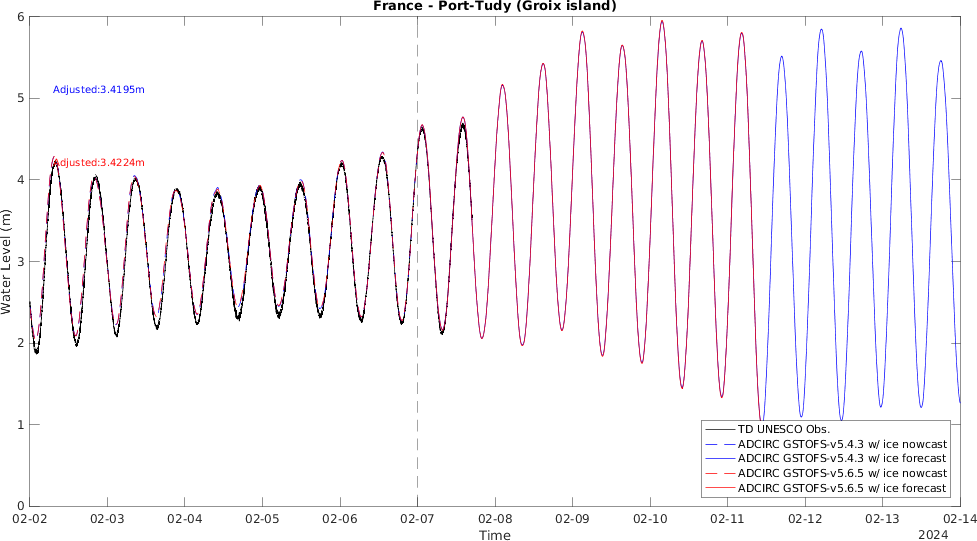 France - Port-Tudy (Groix island)
6
5
4
3
2
1
0
Water Level (m)
Adjusted:3.4195m
Adjusted:3.4224m
TD UNESCO Obs.
ADCIRC GSTOFS-v5.4.3 w/ ice nowcast
ADCIRC GSTOFS-v5.4.3 w/ ice forecast
ADCIRC GSTOFS-v5.6.5 w/ ice nowcast
ADCIRC GSTOFS-v5.6.5 w/ ice forecast
02-02 02-03 02-04 02-05 02-06 02-07 02-08 02-09 02-10 02-11 02-12 02-13 02-14
Time
2024